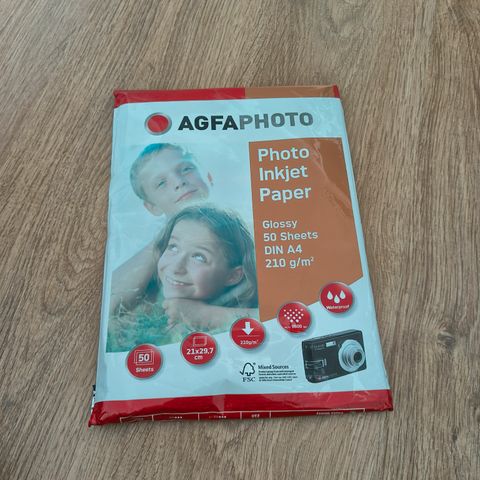 AGFAPHOTO
Photo
Inkjet
Paper
Glossy
50 Sheets
DIN A4
210 g/m²
Waterproof
210g/m²
21x29,7
cm
50
Sheets
FSC
Mixed Sources